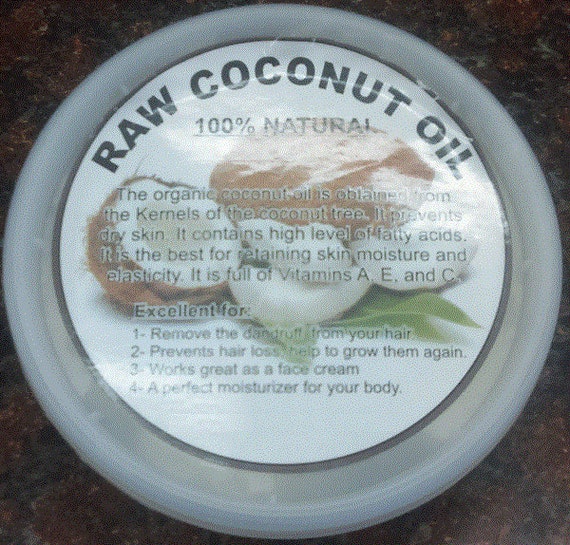 RAW COCONUT OIL
100% NATURAL
The organic coconut oil is obtained from
the Kernels of the coconut tree. It prevents
dry skin. It contains high level of fatty acids.
It is the best for retaining skin moisture and
elasticity. It is full of Vitamins A, E, and C.
Excellent for:
1- Remove the dandruff from your hair
2- Prevents hair loss, help to grow them again.
3- Works great as a face cream
4- A perfect moisturizer for your body.